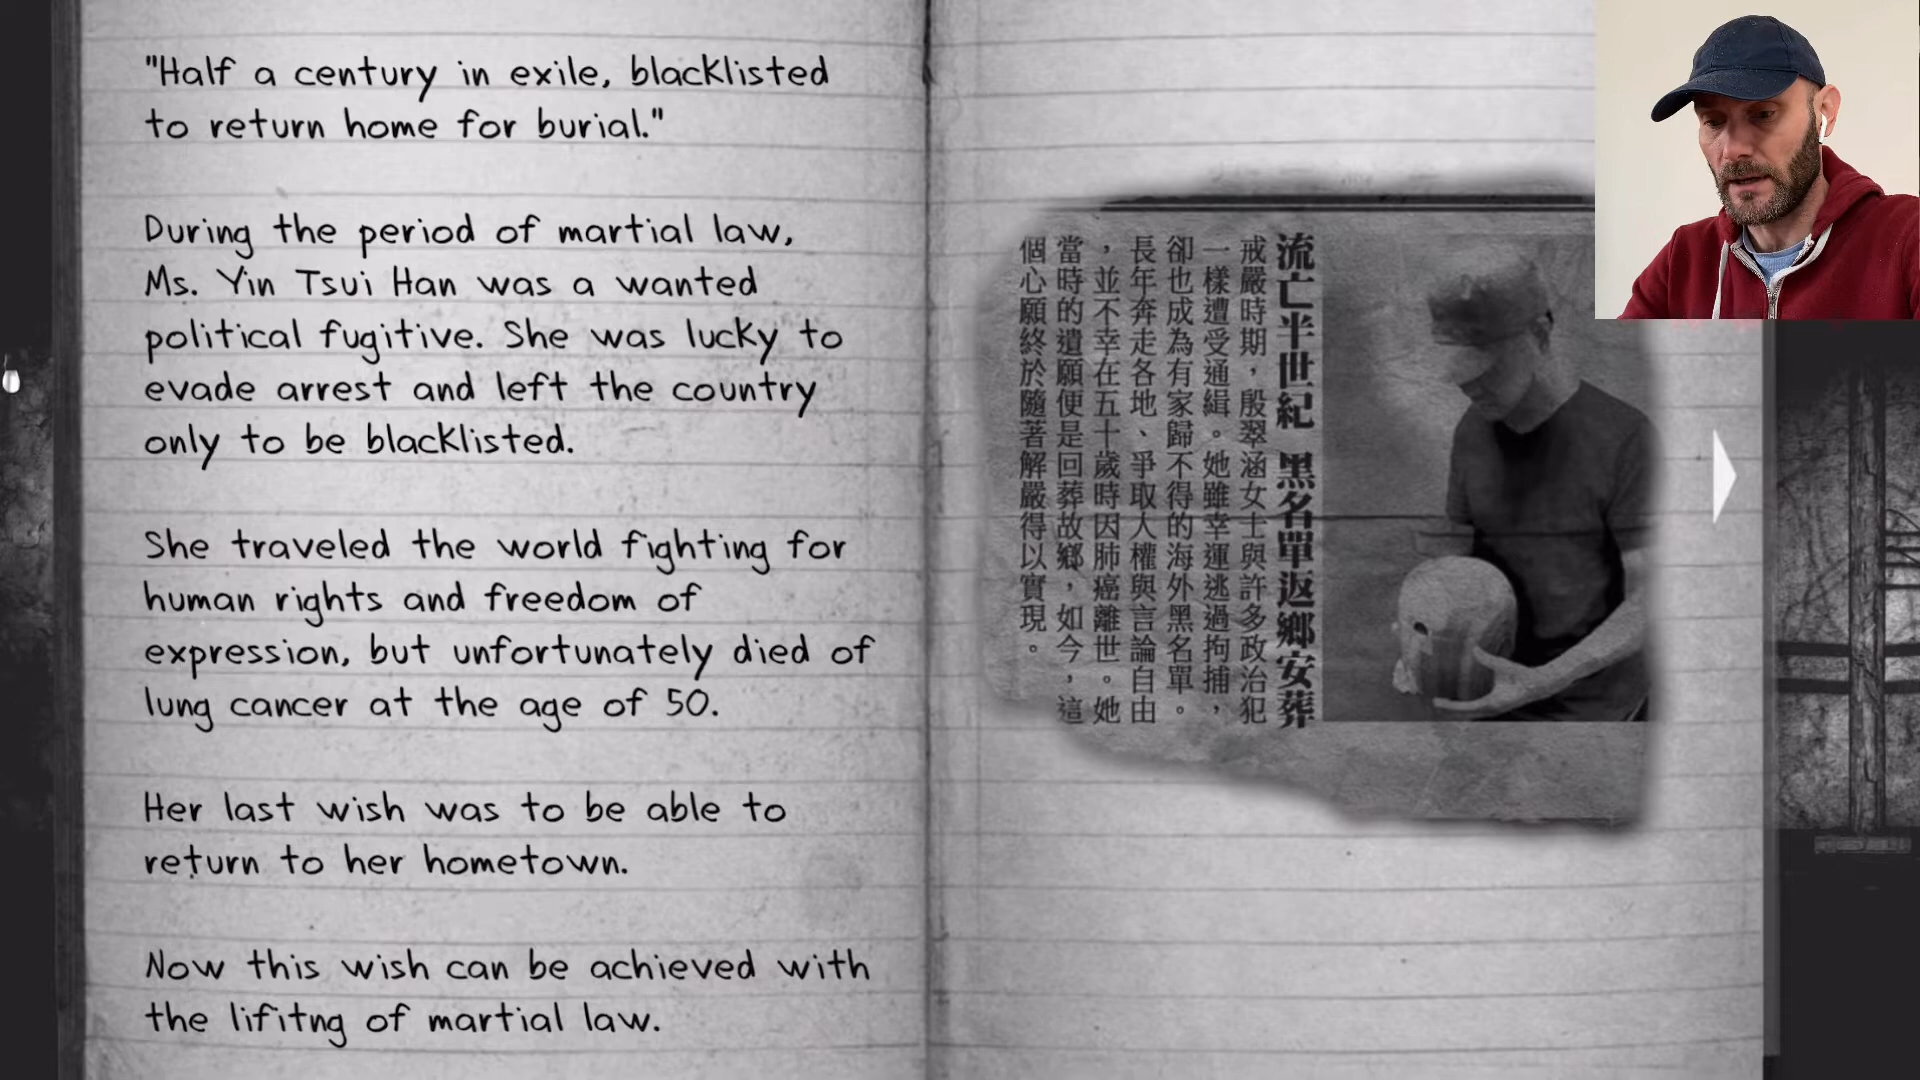 "Half a century in exile, blacklisted
to return home for burial."
During the period of martial law,
Ms. Yin Tsui Han was a wanted
political fugitive. She was lucky to
evade arrest and left the country
only to be blacklisted.
She traveled the world fighting for
human rights and freedom of
expression, but unfortunately died of
lung cancer at the age of 50.
Her last wish was to be able to
return to her hometown.
Now this wish can be achieved with
the lifitng of martial law.
流亡半世紀 黑名單返鄉安葬
戒嚴時期，殷翠涵女士與許多政治犯
一樣遭受通緝。她雖幸運逃過拘捕，
卻也成為有家歸不得的海外黑名單。
長年奔走各地、爭取人權與言論自由
，並不幸在五十歲時因肺癌離世。她
當時的遺願便是回葬故鄉，如今，這
個心願終於隨著解嚴得以實現。